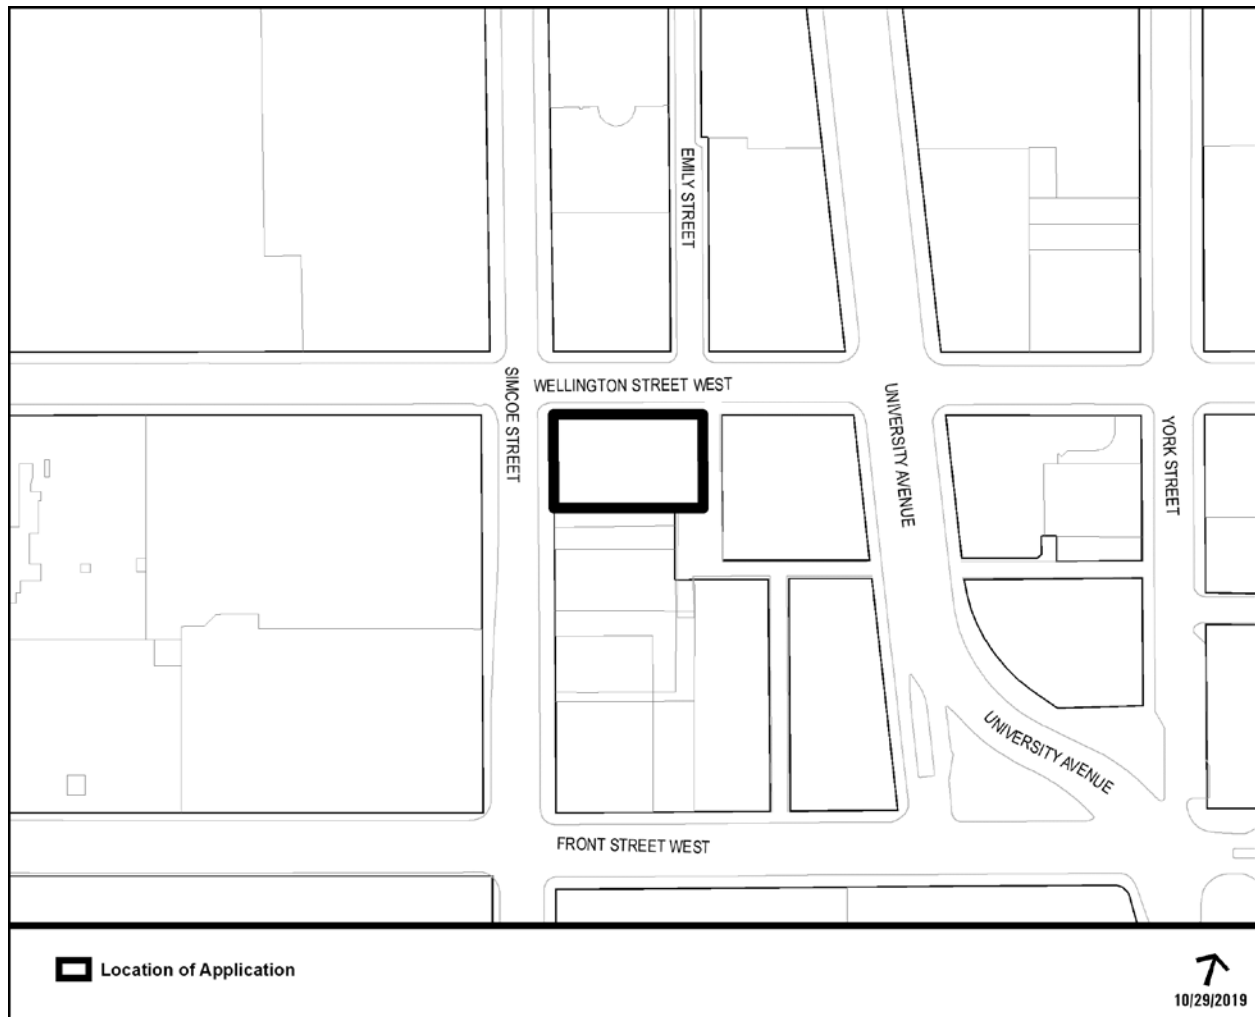 EMILY STREET
WELLINGTON STREET WEST
SIMCOE STREET
UNIVERSITY AVENUE
YORK STREET
UNIVERSITY AVENUE
FRONT STREET WEST
Location of Application
10/29/2019